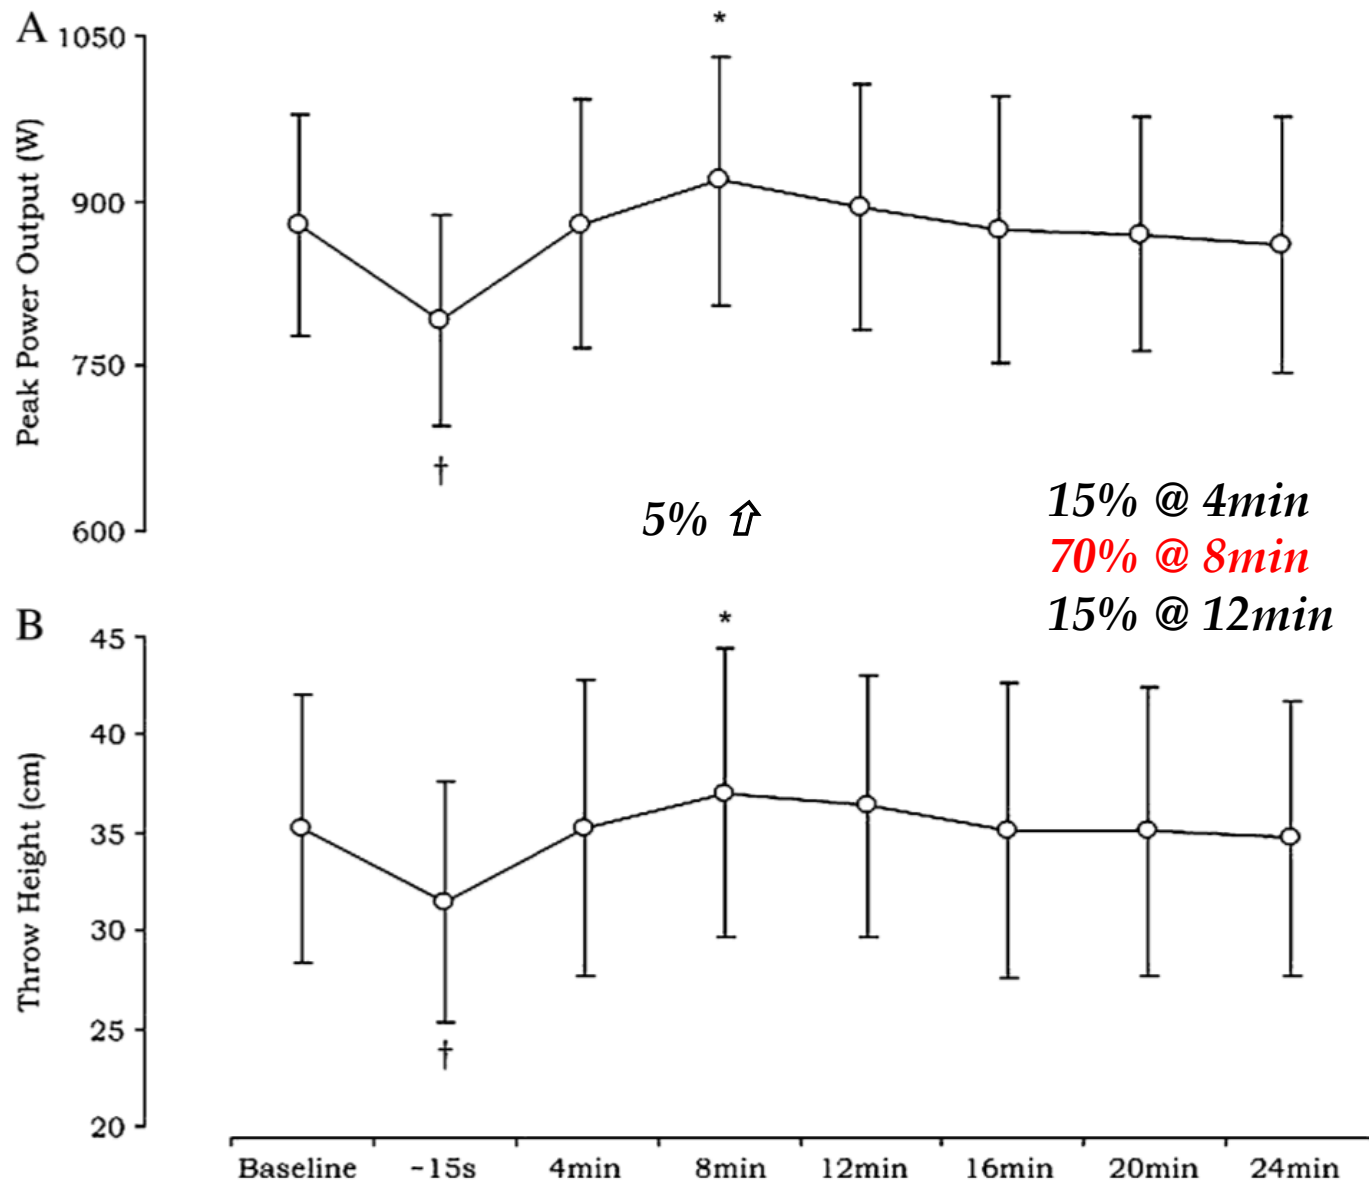 A
*
1050
900
750
600
Peak Power Output (W)
†
5% ⇧
15% @ 4min
70% @ 8min
15% @ 12min
B
*
45
40
35
30
25
20
Throw Height (cm)
†
Baseline ~15s 4min 8min 12min 16min 20min 24min